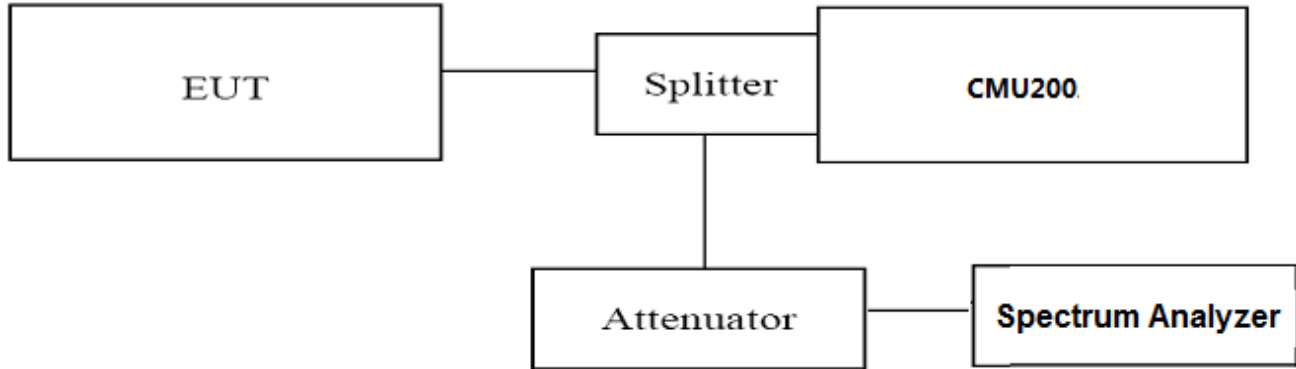 EUT
Splitter
CMU200.
Attenuator
Spectrum Analyzer